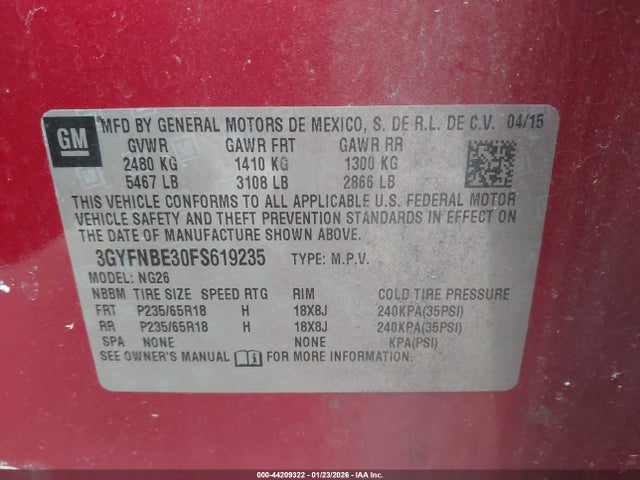 GM
MFD BY GENERAL MOTORS DE MEXICO, S. DE R.L. DE C.V. 04/15
GVWR GAWR FRT GAWR RR
2480 KG 1410 KG 1300 KG
5467 LB 3108 LB 2866 LB
THIS VEHICLE CONFORMS TO ALL APPLICABLE U.S. FEDERAL MOTOR
VEHICLE SAFETY AND THEFT PREVENTION STANDARDS IN EFFECT ON
THE DATE OF MANUFACTURE SHOWN ABOVE.
3GYFNBE30FS619235 TYPE: M.P.V.
MODEL: NG26
NBBM TIRE SIZE SPEED RTG RIM COLD TIRE PRESSURE
FRT P235/65R18 H 18X8J 240KPA(35PSI)
RR P235/65R18 H 18X8J 240KPA(35PSI)
SPA NONE NONE KPA(PSI)
SEE OWNER'S MANUAL FOR MORE INFORMATION.
000-44209322 - 01/23/2026 - IAA Inc.